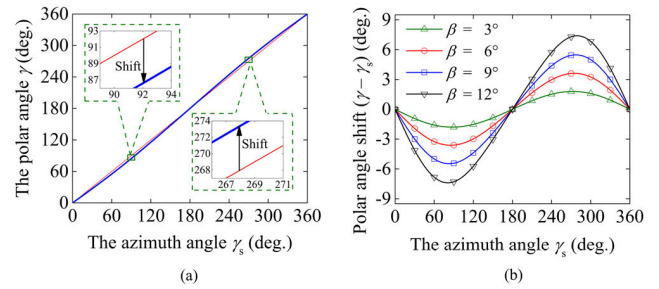 360
300
240
180
120
60
0
The polar angle γ (deg.)
93
91
89
87
Shift
90 92 94
274
272
270
268
Shift
267 269 271
0 60 120 180 240 300 360
The azimuth angle γs (deg.)
(a)
9
6
3
0
-3
-6
-9
Polar angle shift (γ− γs) (deg.)
β = 3°
β = 6°
β = 9°
β = 12°
0 60 120 180 240 300 360
The azimuth angle γs (deg.)
(b)